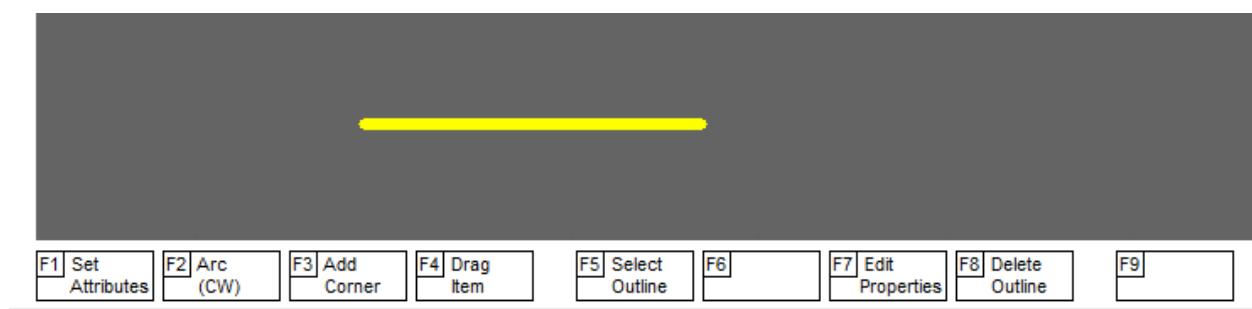 F1 Set
Attributes
F2 Arc
(CW)
F3 Add
Corner
F4 Drag
Item
F5 Select
Outline
F6
F7 Edit
Properties
F8 Delete
Outline
F9